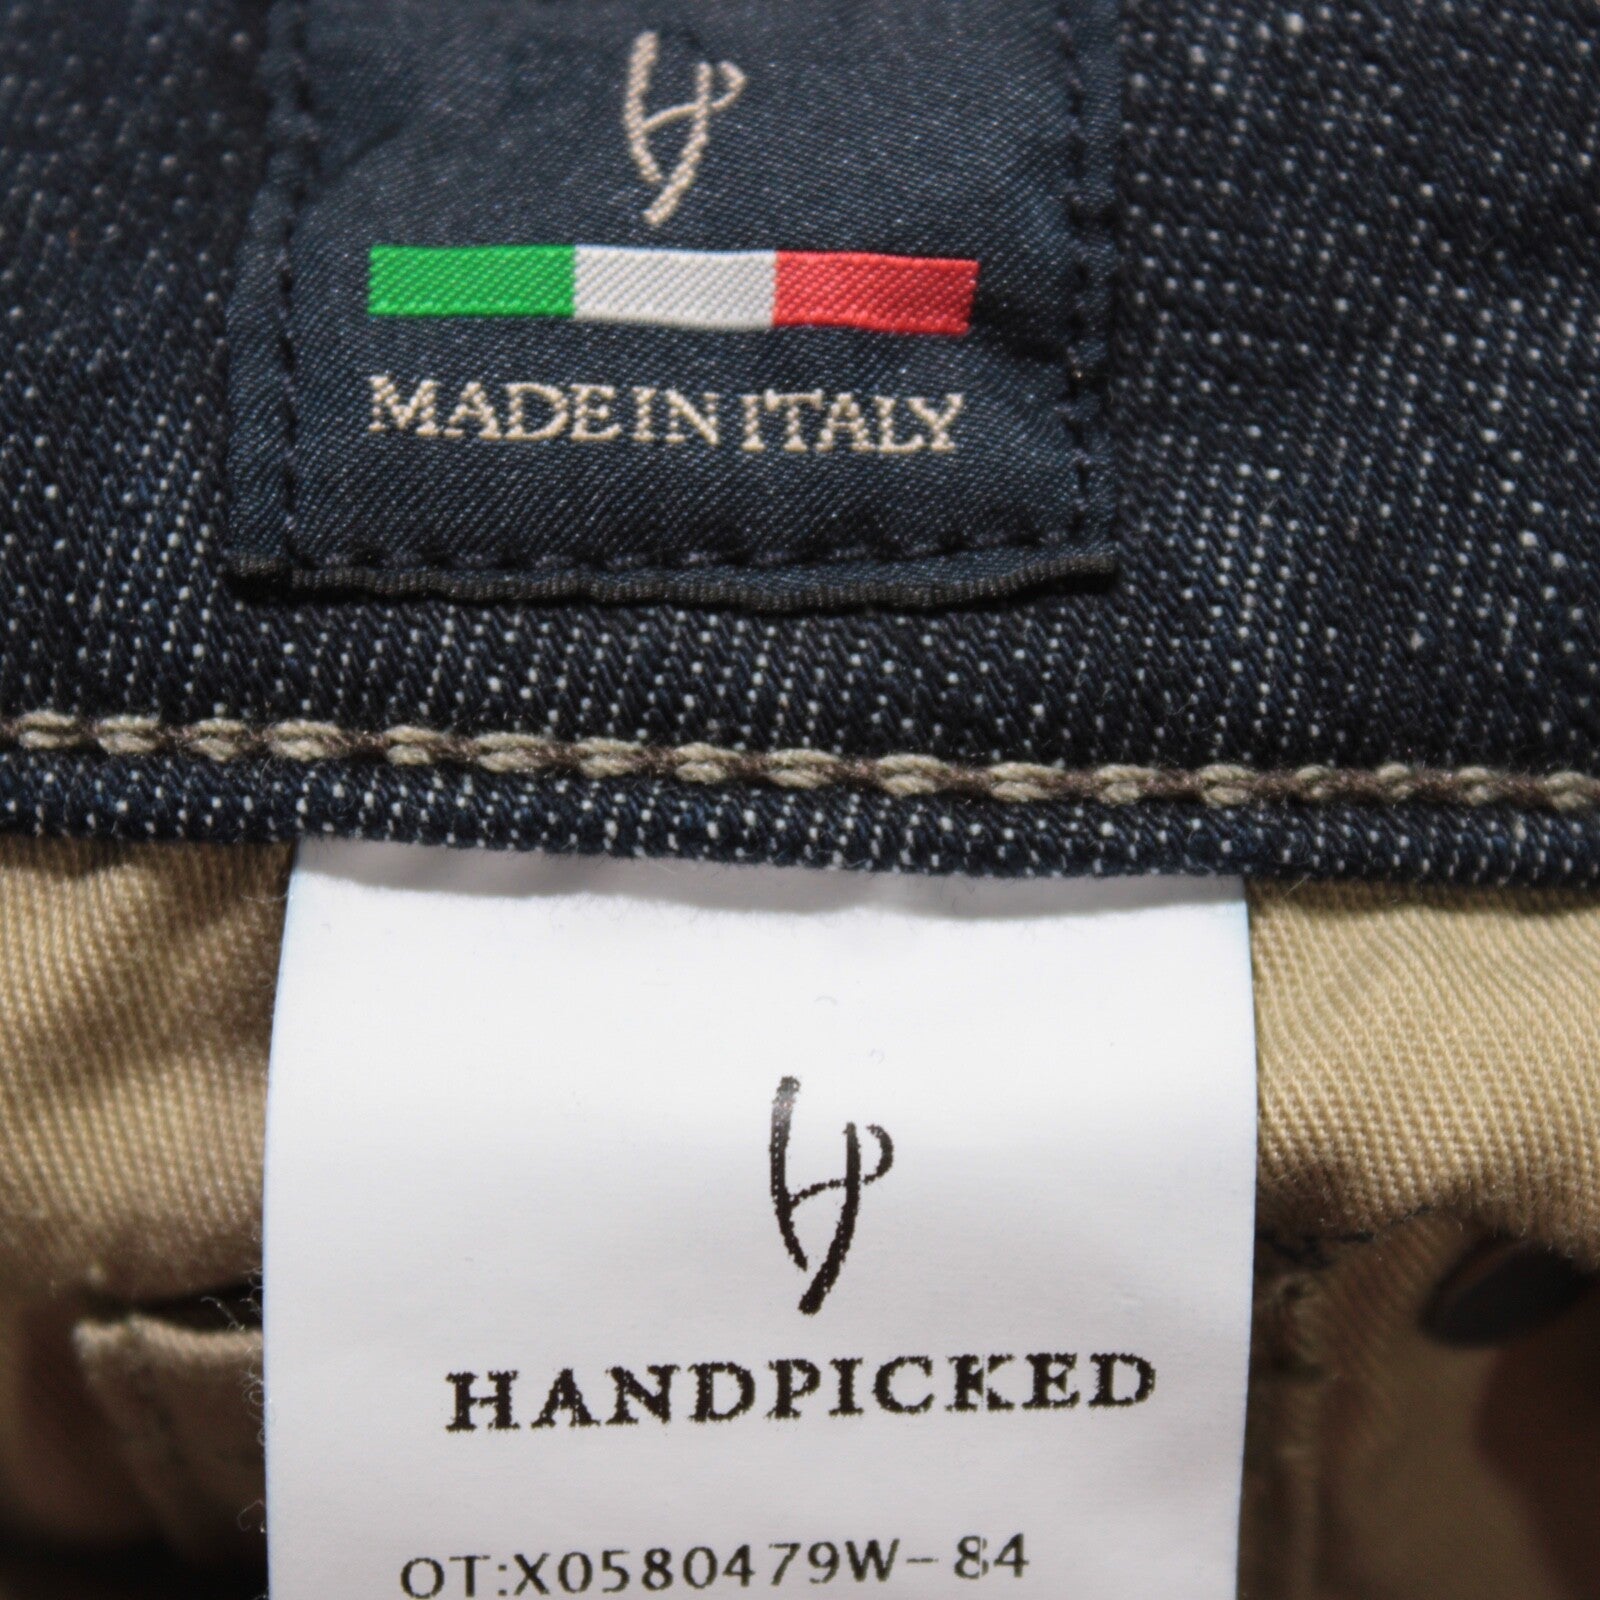 MADE IN ITALY
HANDPICKED
OT:X0580479W-84